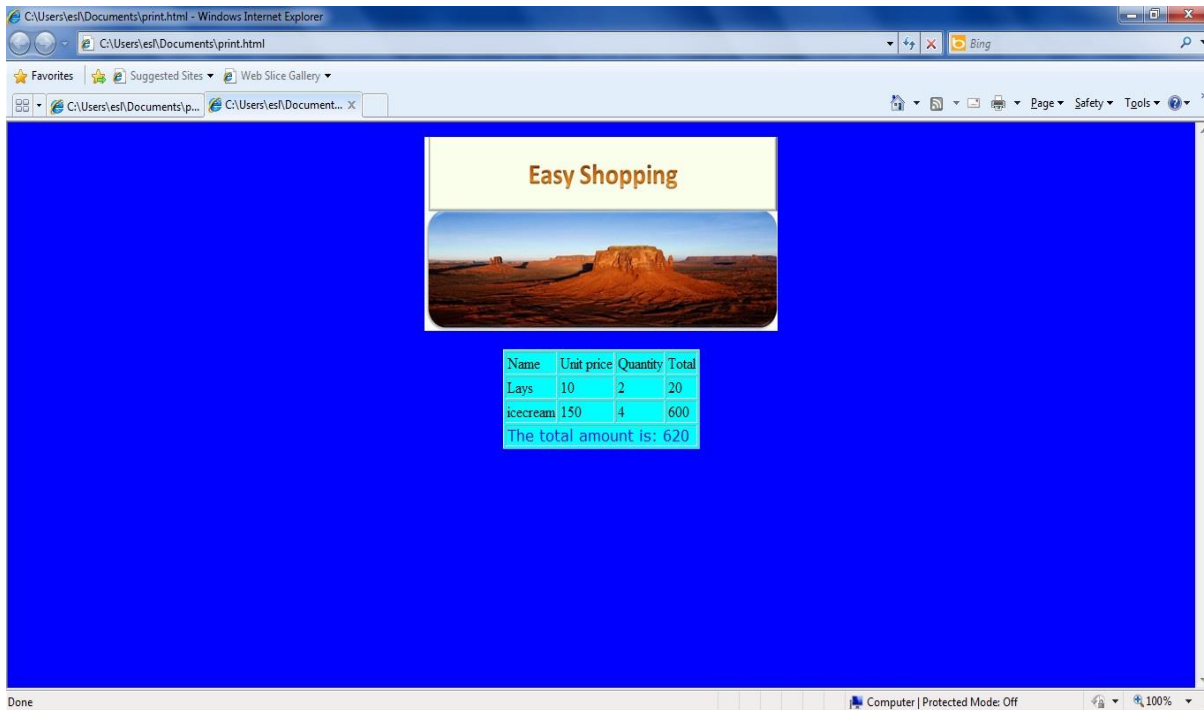 C:\Users\esl\Documents\print.html - Windows Internet Explorer
C:\Users\esl\Documents\print.html
Bing
Favorites Suggested Sites Web Slice Gallery
C:\Users\esl\Documents\p... C:\Users\esl\Document... X Page Safety Tools
Easy Shopping
Name Unit price Quantity Total
Lays 10 2 20
icecream 150 4 600
The total amount is: 620
Done Computer | Protected Mode: Off 100%